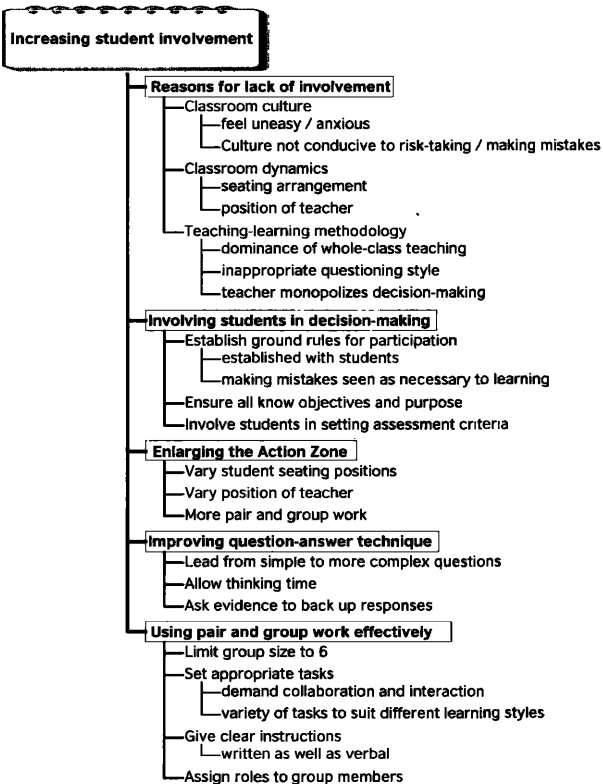 Increasing student involvement
Reasons for lack of involvement
Classroom culture
feel uneasy / anxious
Culture not conducive to risk-taking / making mistakes
Classroom dynamics
seating arrangement
position of teacher
Teaching-learning methodology
dominance of whole-class teaching
inappropriate questioning style
teacher monopolizes decision-making
Involving students in decision-making
Establish ground rules for participation
established with students
making mistakes seen as necessary to learning
Ensure all know objectives and purpose
Involve students in setting assessment criteria
Enlarging the Action Zone
Vary student seating positions
Vary position of teacher
More pair and group work
Improving question-answer technique
Lead from simple to more complex questions
Allow thinking time
Ask evidence to back up responses
Using pair and group work effectively
Limit group size to 6
Set appropriate tasks
demand collaboration and interaction
variety of tasks to suit different learning styles
Give clear instructions
written as well as verbal
Assign roles to group members